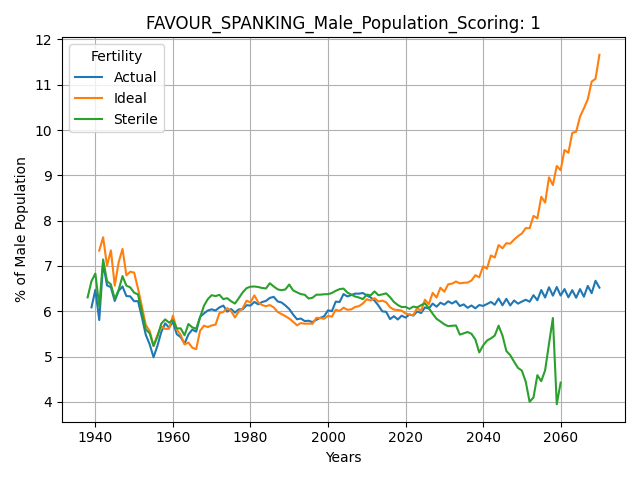 FAVOUR_SPANKING_Male_Population_Scoring: 1
Fertility
Actual
Ideal
Sterile
% of Male Population
12
11
10
9
8
7
6
5
4
1940 1960 1980 2000 2020 2040 2060
Years